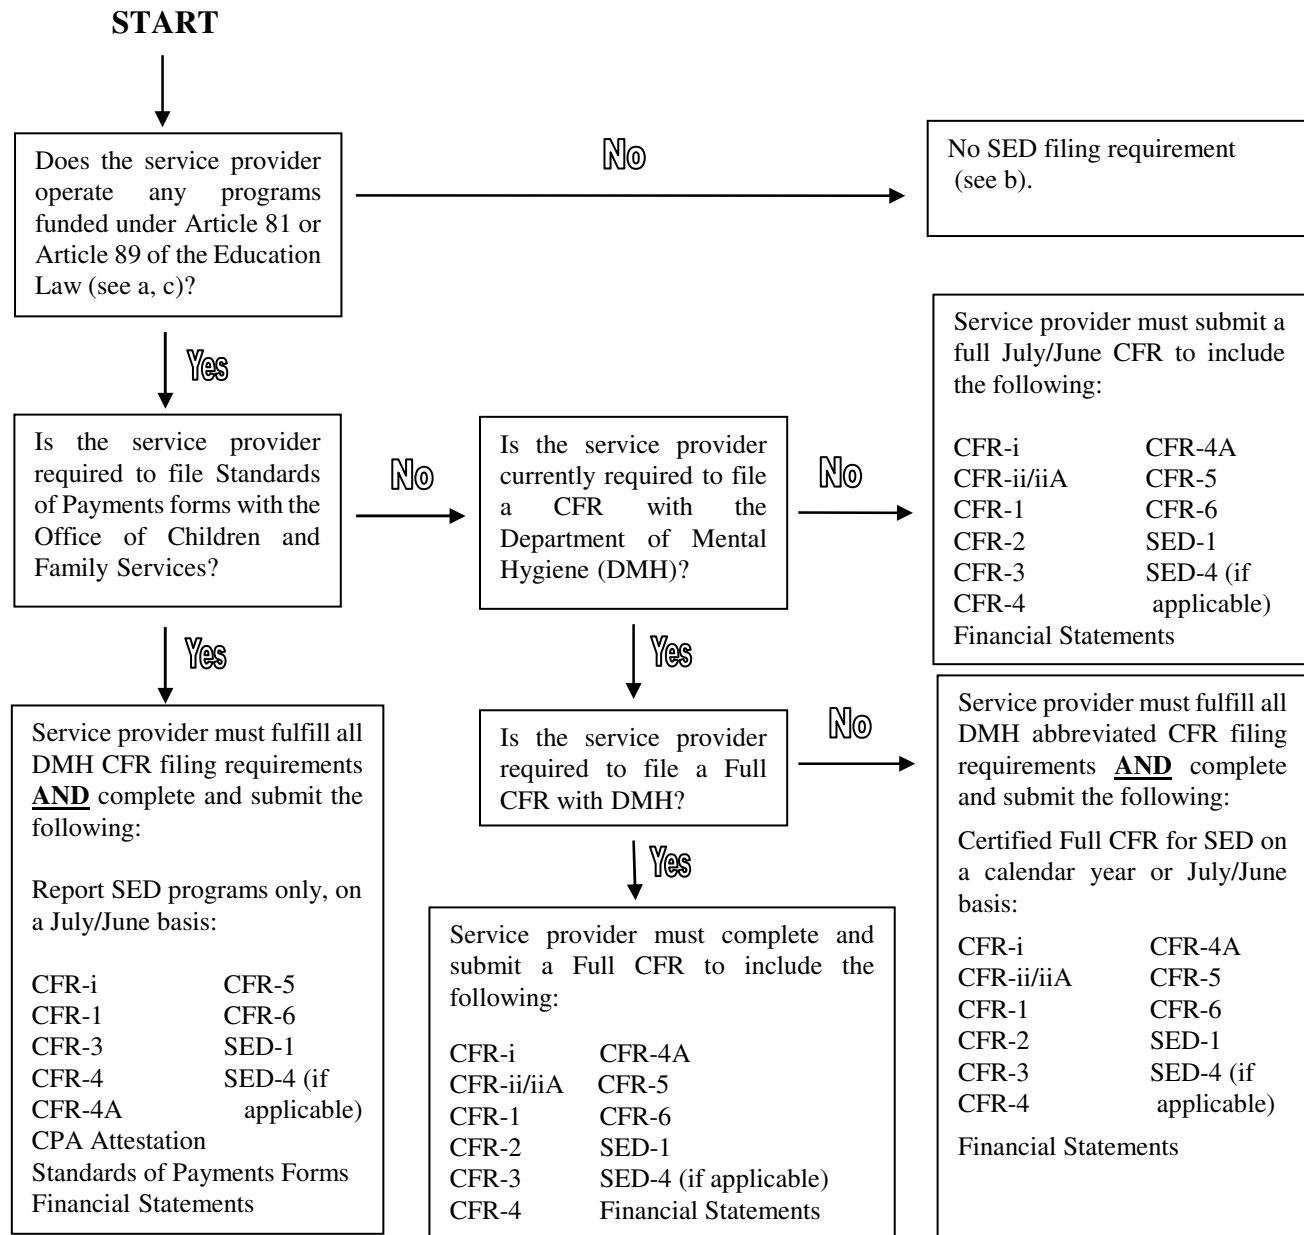 START
Does the service provider
operate any programs
funded under Article 81 or
Article 89 of the Education
Law (see a, c)?
No
No SED filing requirement
(see b).
Yes
Is the service provider
required to file Standards
of Payments forms with the
Office of Children and
Family Services?
No
Is the service provider
currently required to file
a CFR with the
Department of Mental
Hygiene (DMH)?
No
Service provider must submit a
full July/June CFR to include
the following:
CFR-i CFR-4A
CFR-ii/iiA CFR-5
CFR-1 CFR-6
CFR-2 SED-1
CFR-3 SED-4 (if
CFR-4 applicable)
Financial Statements
Yes
Yes
Service provider must fulfill all
DMH CFR filing requirements
AND complete and submit the
following:
Report SED programs only, on
a July/June basis:
CFR-i CFR-5
CFR-1 CFR-6
CFR-3 SED-1
CFR-4 SED-4 (if
CFR-4A applicable)
CPA Attestation
Standards of Payments Forms
Financial Statements
Is the service provider
required to file a Full
CFR with DMH?
No
Yes
Service provider must complete and
submit a Full CFR to include the
following:
CFR-i CFR-4A
CFR-ii/iiA CFR-5
CFR-1 CFR-6
CFR-2 SED-1
CFR-3 SED-4 (if applicable)
CFR-4 Financial Statements
Service provider must fulfill all
DMH abbreviated CFR filing
requirements AND complete
and submit the following:
Certified Full CFR for SED on
a calendar year or July/June
basis:
CFR-i CFR-4A
CFR-ii/iiA CFR-5
CFR-1 CFR-6
CFR-2 SED-1
CFR-3 SED-4 (if
CFR-4 applicable)
Financial Statements